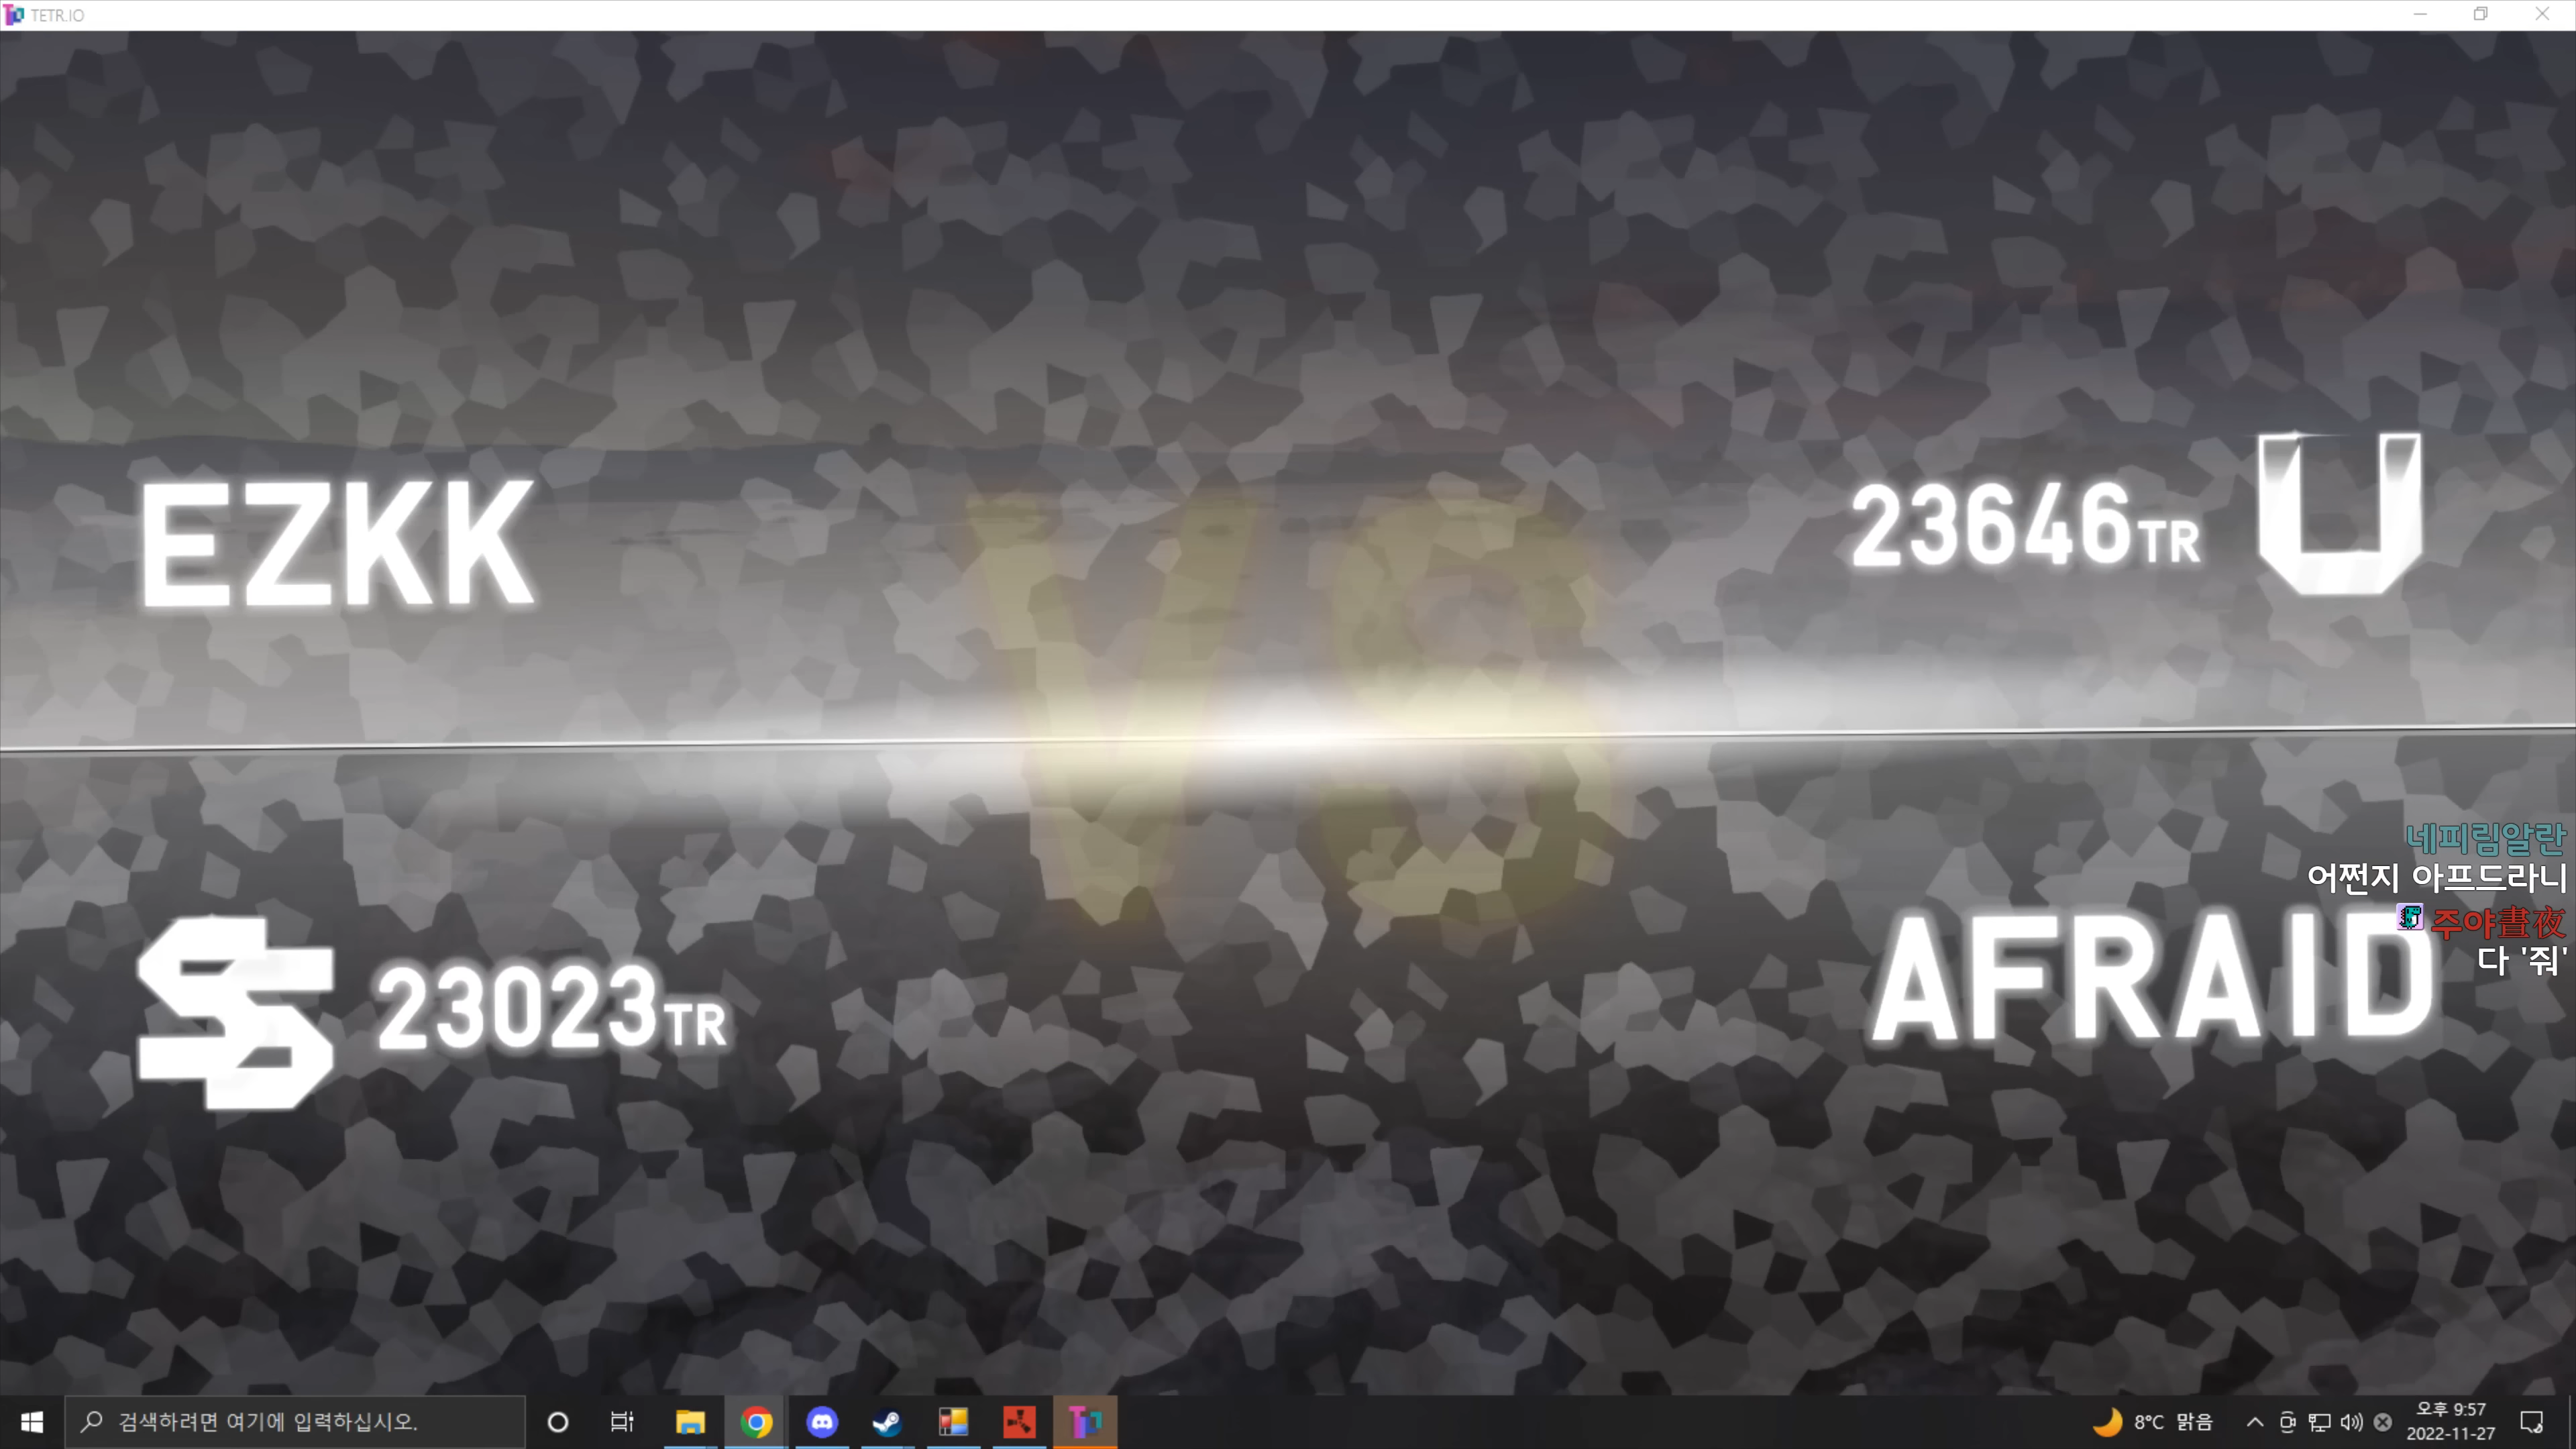 TETR.IO
EZKK
23646TR
U
VS
네피림알란
어쩐지 아프드라니
주야晝夜
다 '줘'
SS
23023TR
AFRAID
검색하려면 여기에 입력하십시오.
8°C 맑음
오후 9:57
2022-11-27